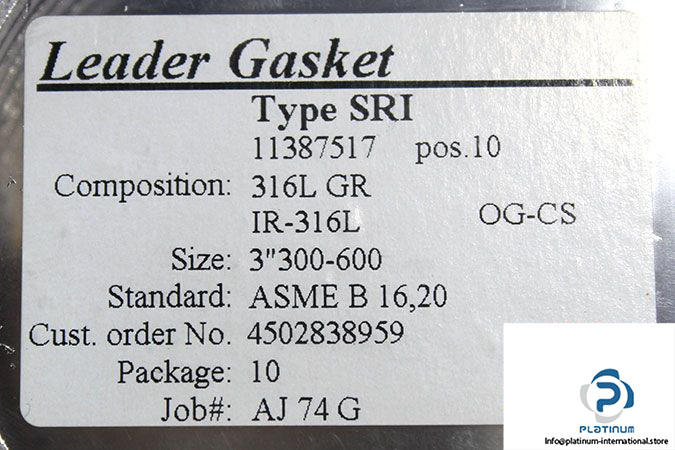 Leader Gasket
Type SRI
11387517 pos.10
Composition: 316L GR
IR-316L OG-CS
Size: 3"300-600
Standard: ASME B 16,20
Cust. order No. 4502838959
Package: 10
Job#: AJ 74 G
PLATINUM
Info@platinum-international.store